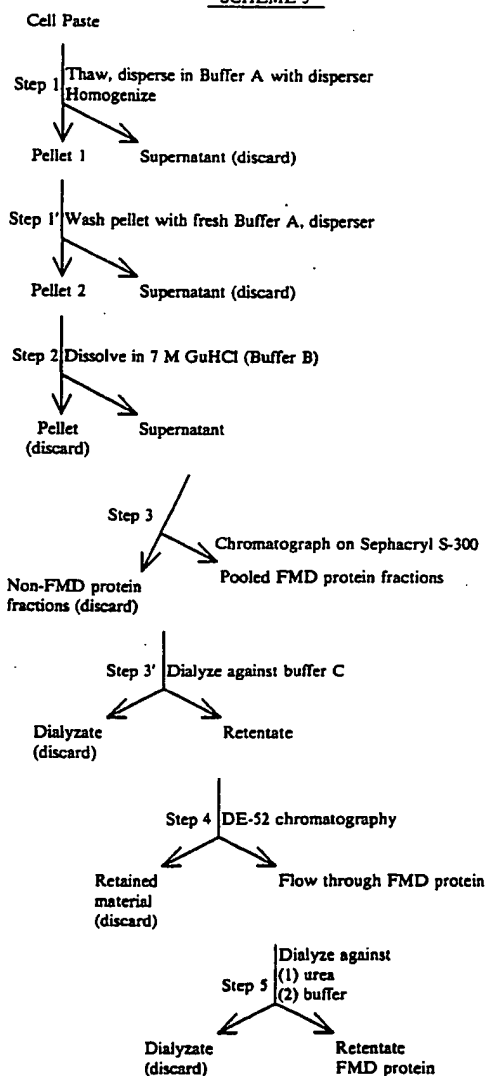 SCHEME 3
Cell Paste
Step 1 Thaw, disperse in Buffer A with disperser
Homogenize
Pellet 1 Supernatant (discard)
Step 1' Wash pellet with fresh Buffer A, disperser
Pellet 2 Supernatant (discard)
Step 2 Dissolve in 7 M GuHCl (Buffer B)
Pellet Supernatant
(discard)
Step 3
Chromatograph on Sephacryl S-300
Non-FMD protein Pooled FMD protein fractions
fractions (discard)
Step 3' Dialyze against buffer C
Dialyzate Retentate
(discard)
Step 4 DE-52 chromatography
Retained Flow through FMD protein
material
(discard)
Dialyze against
Step 5 (1) urea
(2) buffer
Dialyzate Retentate
(discard) FMD protein